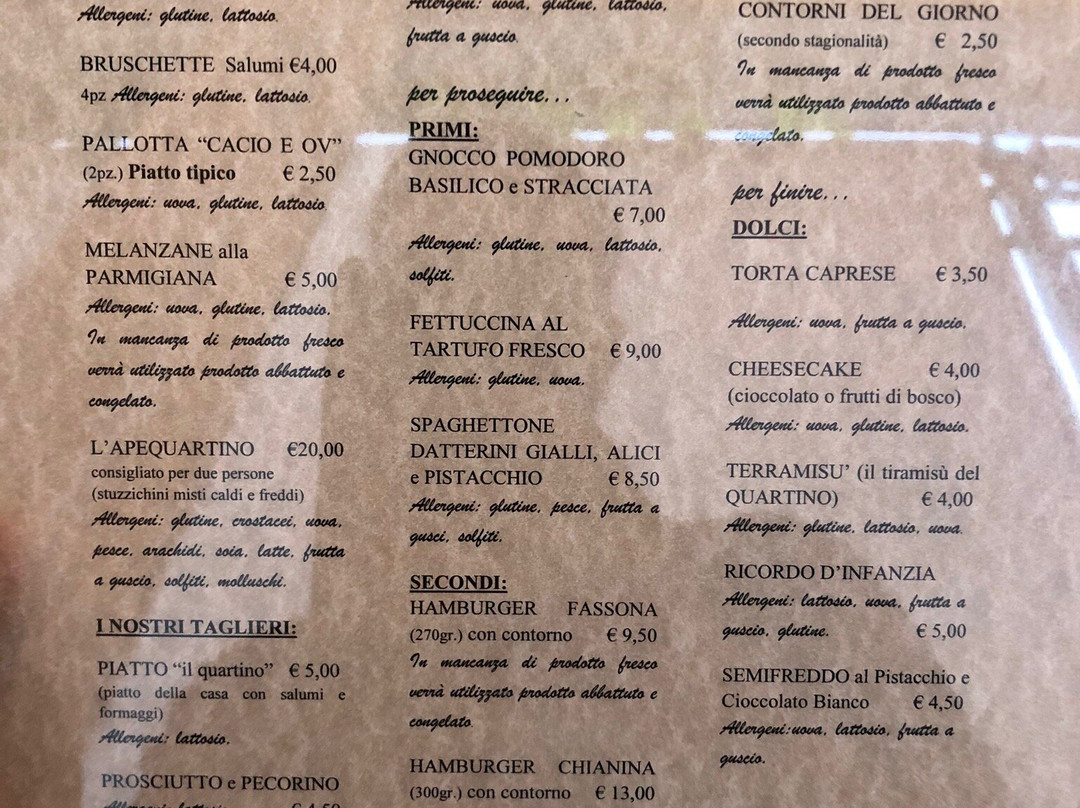 Allergeni: glutine, lattosio.
BRUSCHETTE Salumi €4,00
4pz Allergeni: glutine, lattosio.
PALLOTTA “CACIO E OV”
(2pz.) Piatto tipico € 2,50
Allergeni: uova, glutine, lattosio.
MELANZANE alla
PARMIGIANA € 5,00
Allergeni: uova, glutine, lattosio.
In mancanza di prodotto fresco
verrà utilizzato prodotto abbattuto e
congelato.
L’APEQUARTINO €20,00
consigliato per due persone
(stuzzichini misti caldi e freddi)
Allergeni: glutine, crostacei, uova,
pesce, arachidi, soia, latte, frutta
a guscio, solfiti, molluschi.
I NOSTRI TAGLIERI:
PIATTO “il quartino” € 5,00
(piatto della casa con salumi e
formaggi)
Allergeni: lattosio.
PROSCIUTTO e PECORINO
Allergeni: lattosio. € 4,50
Allergeni: uova, glutine, lattosio,
frutta a guscio.
per proseguire...
PRIMI:
GNOCCO POMODORO
BASILICO e STRACCIATA
€ 7,00
Allergeni: glutine, uova, lattosio,
solfiti.
FETTUCCINA AL
TARTUFO FRESCO € 9,00
Allergeni: glutine, uova.
SPAGHETTONE
DATTERINI GIALLI, ALICI
e PISTACCHIO € 8,50
Allergeni: glutine, pesce, frutta a
gusci, solfiti.
SECONDI:
HAMBURGER FASSONA
(270gr.) con contorno € 9,50
In mancanza di prodotto fresco
verrà utilizzato prodotto abbattuto e
congelato.
HAMBURGER CHIANINA
(300gr.) con contorno € 13,00
CONTORNI DEL GIORNO
(secondo stagionalità) € 2,50
In mancanza di prodotto fresco
verrà utilizzato prodotto abbattuto e
congelato.
per finire...
DOLCI:
TORTA CAPRESE € 3,50
Allergeni: uova, frutta a guscio.
CHEESECAKE € 4,00
(cioccolato o frutti di bosco)
Allergeni: uova, glutine, lattosio.
TERRAMISU’ (il tiramisù del
QUARTINO) € 4,00
Allergeni: glutine, lattosio, uova.
RICORDO D’INFANZIA
Allergeni: lattosio, uova, frutta a
guscio, glutine. € 5,00
SEMIFREDDO al Pistacchio e
Cioccolato Bianco € 4,50
Allergeni:uova, lattosio, frutta a
guscio.